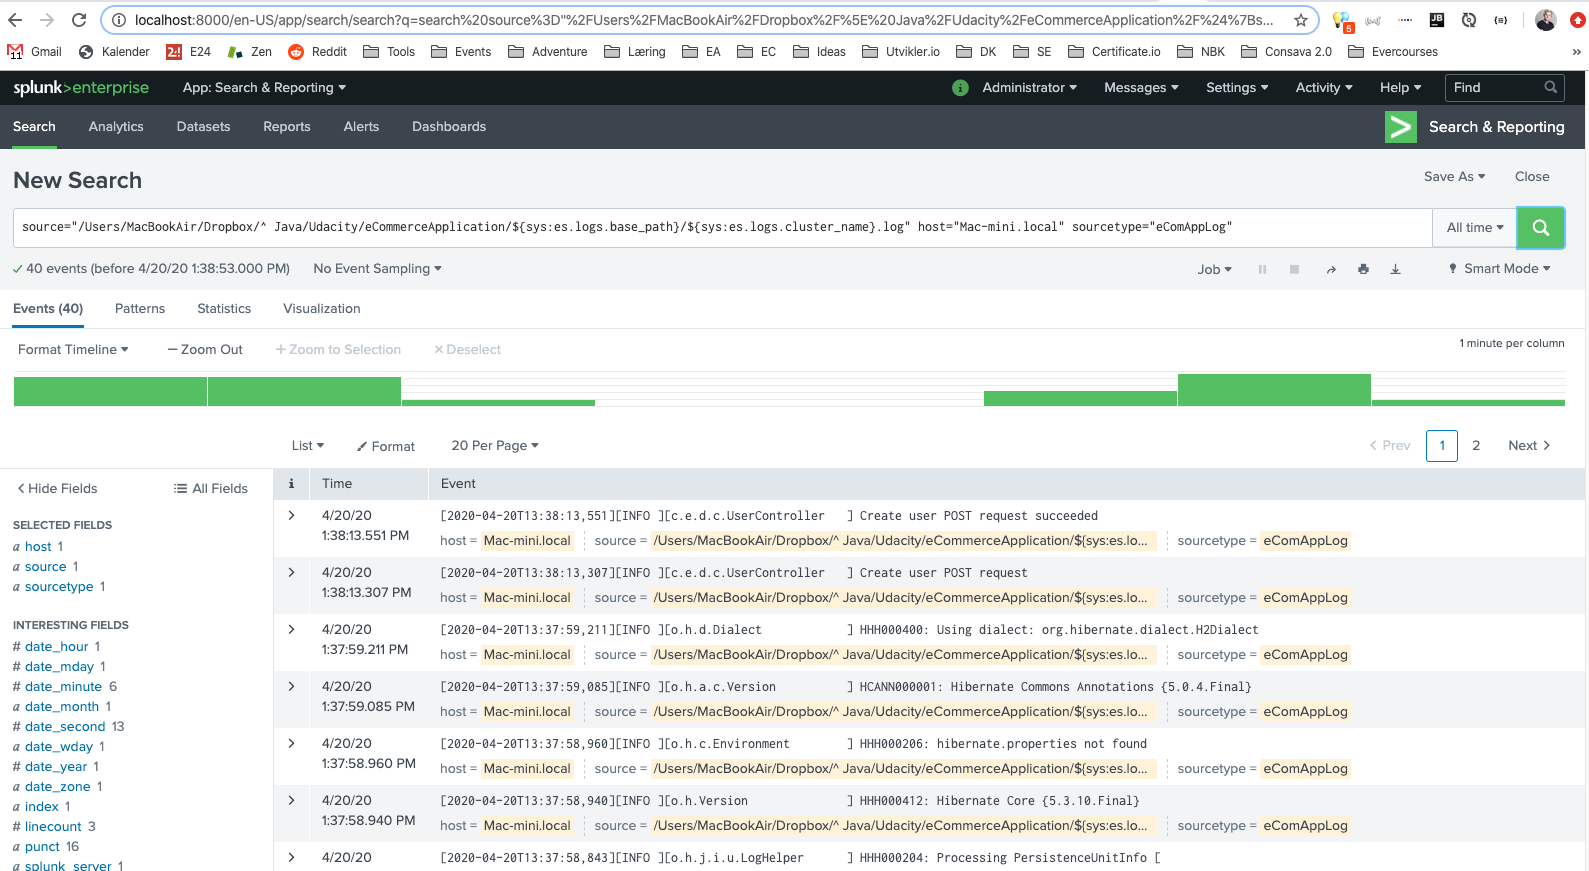 localhost:8000/en-US/app/search/search?q=search%20source%3D"%2FUsers%2FMacBookAir%2FDropbox%2F%5E%20Java%2FUdacity%2FeCommerceApplication%2F%24%7Bs...
5
JB
11 Gmail Kalender 2.! E24 Zen Reddit Tools Events Adventure Læring EA EC Ideas Utvikler.io DK SE Certificate.io NBK Consava 2.0 Evercourses »
splunk>enterprise App: Search & Reporting i Administrator Messages Settings Activity Help Find
Search Analytics Datasets Reports Alerts Dashboards > Search & Reporting
New Search Save As Close
source="/Users/MacBookAir/Dropbox/^ Java/Udacity/eCommerceApplication/${sys:es.logs.base_path}/${sys:es.logs.cluster_name}.log" host="Mac-mini.local" sourcetype="eComAppLog" All time
✓ 40 events (before 4/20/20 1:38:53.000 PM) No Event Sampling Job Smart Mode
Events (40) Patterns Statistics Visualization
Format Timeline — Zoom Out + Zoom to Selection × Deselect 1 minute per column
List Format 20 Per Page < Prev 1 2 Next >
< Hide Fields All Fields i Time Event
SELECTED FIELDS
a host 1
a source 1
a sourcetype 1
INTERESTING FIELDS
# date_hour 1
# date_mday 1
# date_minute 6
a date_month 1
# date_second 13
a date_wday 1
# date_year 1
a date_zone 1
a index 1
# linecount 3
a punct 16
a splunk_server 1
> 4/20/20 [2020-04-20T13:38:13,551][INFO ][c.e.d.c.UserController   ] Create user POST request succeeded
1:38:13.551 PM host = Mac-mini.local source = /Users/MacBookAir/Dropbox/^ Java/Udacity/eCommerceApplication/${sys:es.lo... sourcetype = eComAppLog
> 4/20/20 [2020-04-20T13:38:13,307][INFO ][c.e.d.c.UserController   ] Create user POST request
1:38:13.307 PM host = Mac-mini.local source = /Users/MacBookAir/Dropbox/^ Java/Udacity/eCommerceApplication/${sys:es.lo... sourcetype = eComAppLog
> 4/20/20 [2020-04-20T13:37:59,211][INFO ][o.h.d.Dialect            ] HHH000400: Using dialect: org.hibernate.dialect.H2Dialect
1:37:59.211 PM host = Mac-mini.local source = /Users/MacBookAir/Dropbox/^ Java/Udacity/eCommerceApplication/${sys:es.lo... sourcetype = eComAppLog
> 4/20/20 [2020-04-20T13:37:59,085][INFO ][o.h.a.c.Version          ] HCANN000001: Hibernate Commons Annotations {5.0.4.Final}
1:37:59.085 PM host = Mac-mini.local source = /Users/MacBookAir/Dropbox/^ Java/Udacity/eCommerceApplication/${sys:es.lo... sourcetype = eComAppLog
> 4/20/20 [2020-04-20T13:37:58,960][INFO ][o.h.c.Environment        ] HHH000206: hibernate.properties not found
1:37:58.960 PM host = Mac-mini.local source = /Users/MacBookAir/Dropbox/^ Java/Udacity/eCommerceApplication/${sys:es.lo... sourcetype = eComAppLog
> 4/20/20 [2020-04-20T13:37:58,940][INFO ][o.h.Version              ] HHH000412: Hibernate Core {5.3.10.Final}
1:37:58.940 PM host = Mac-mini.local source = /Users/MacBookAir/Dropbox/^ Java/Udacity/eCommerceApplication/${sys:es.lo... sourcetype = eComAppLog
> 4/20/20 [2020-04-20T13:37:58,843][INFO ][o.h.j.i.u.LogHelper      ] HHH000204: Processing PersistenceUnitInfo [